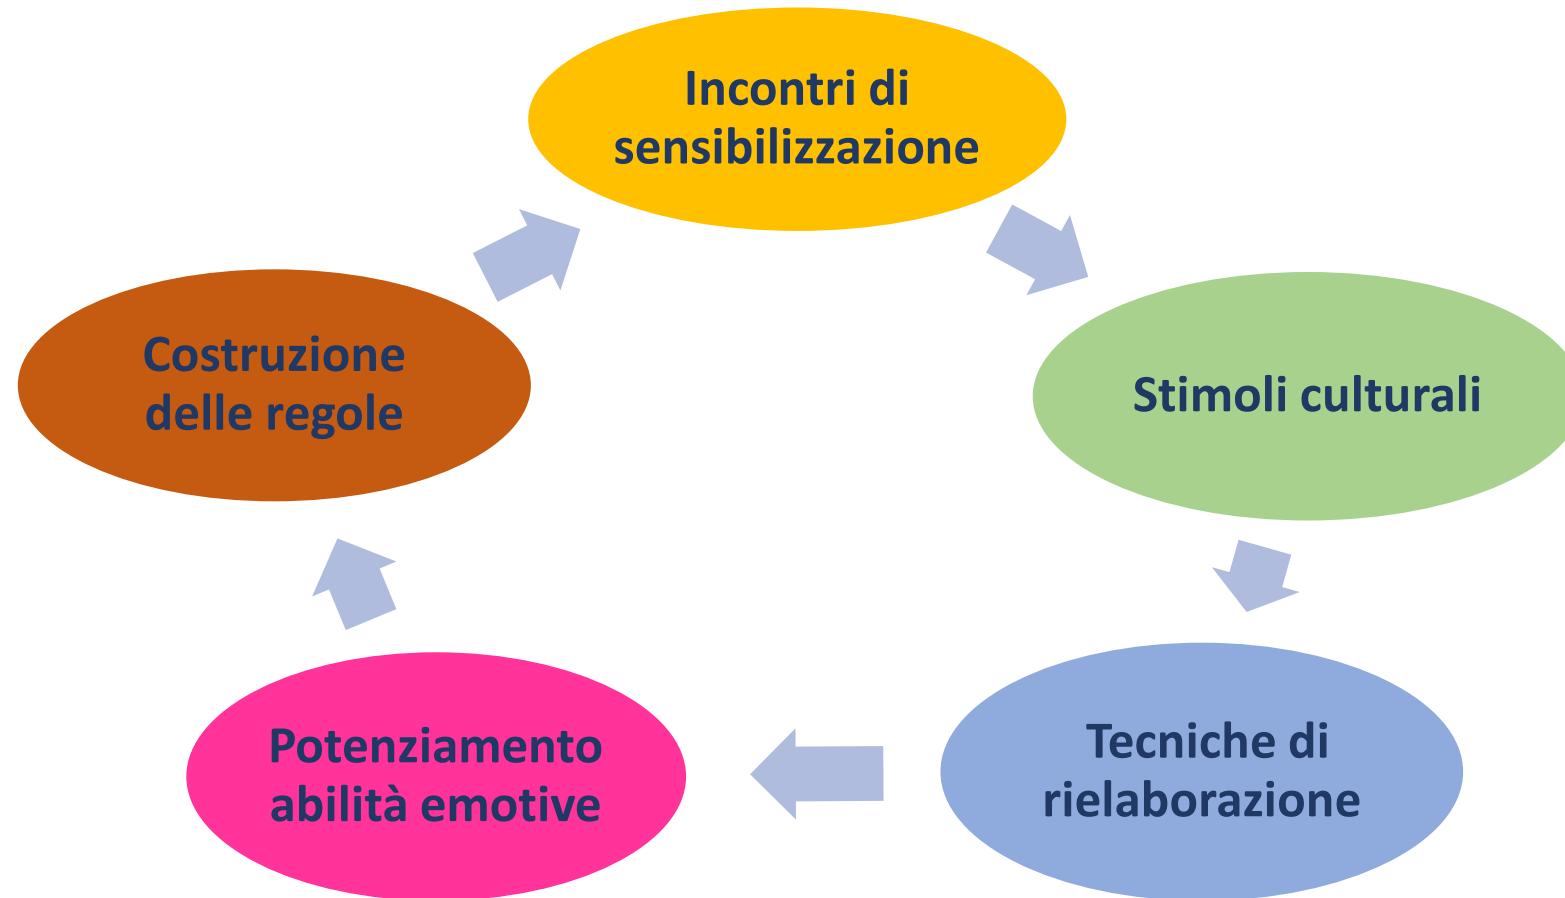 Incontri di
sensibilizzazione
Stimoli culturali
Tecniche di
rielaborazione
Potenziamento
abilità emotive
Costruzione
delle regole